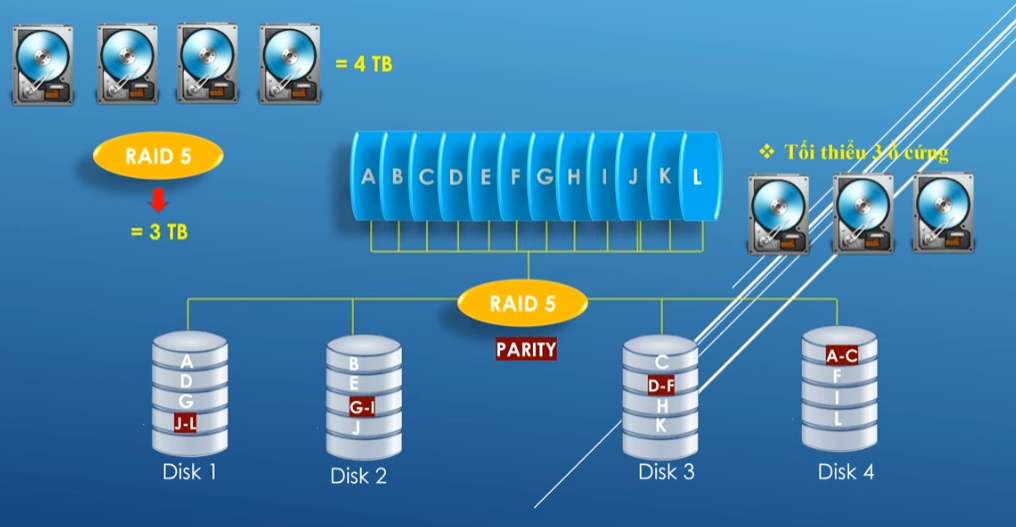 = 4 TB
RAID 5
= 3 TB
A B C D E F G H I J K L
❖ Tối thiểu 3 ổ cứng
RAID 5
PARITY
A
D
G
J-L
Disk 1
B
E
G-I
J
Disk 2
C
D-F
H
K
Disk 3
A-C
F
I
L
Disk 4